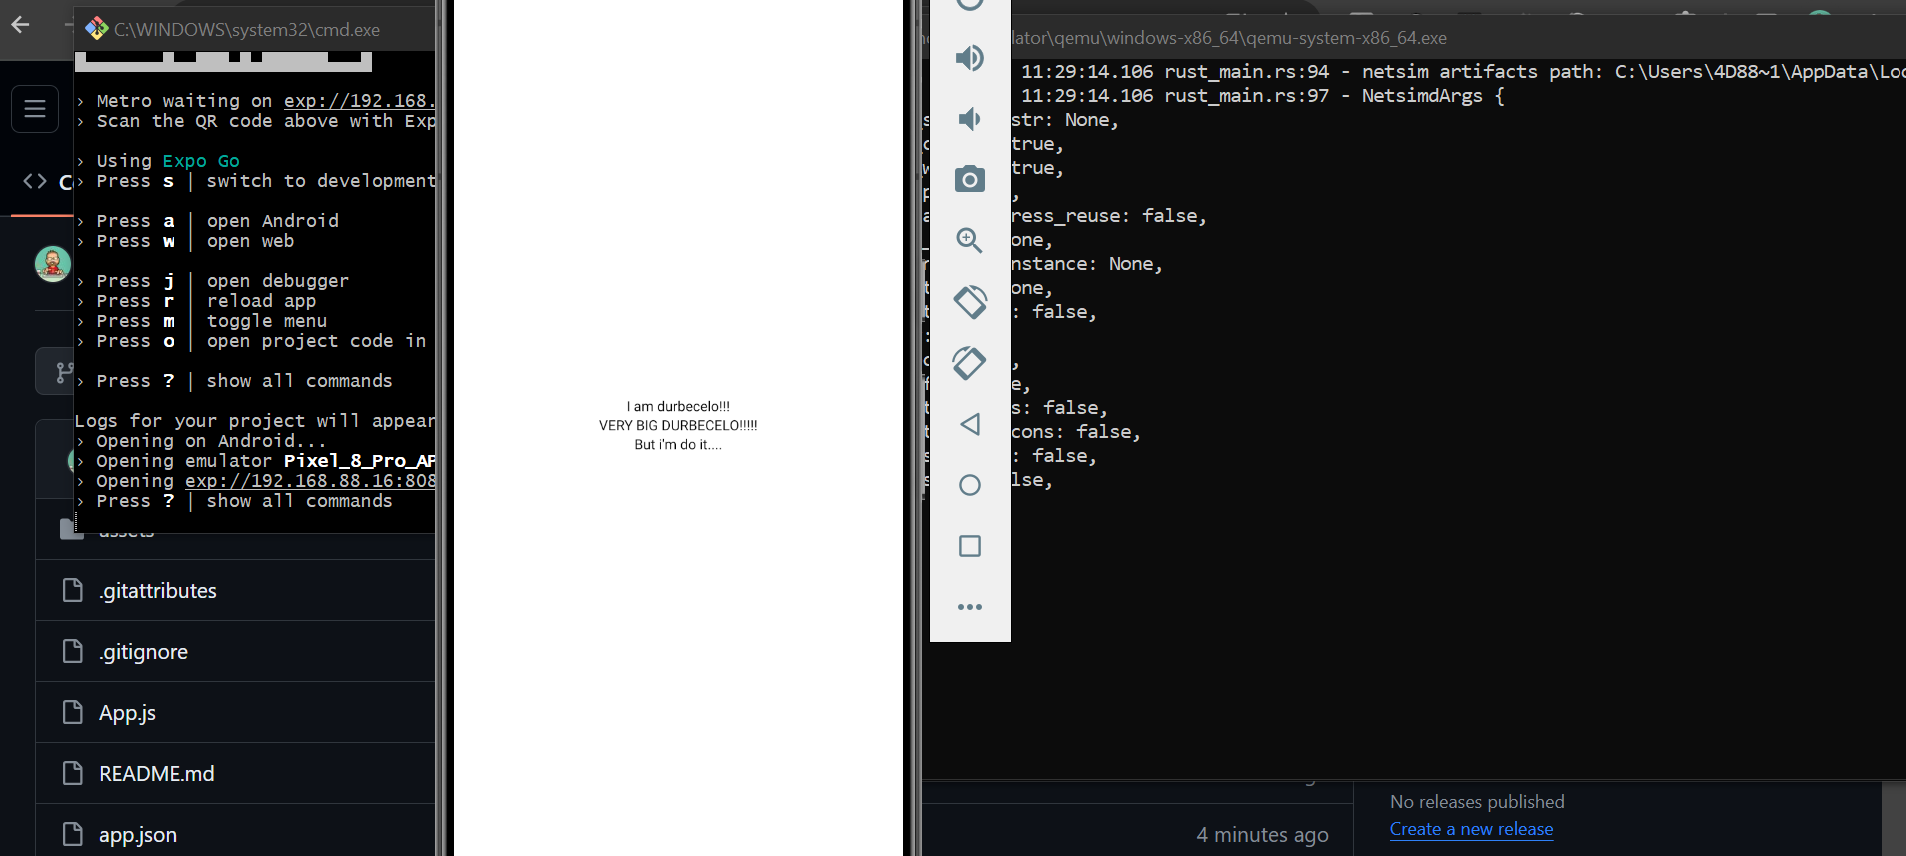 C:\WINDOWS\system32\cmd.exe
› Metro waiting on exp://192.168.
› Scan the QR code above with Exp
› Using Expo Go
› Press s │ switch to development
› Press a │ open Android
› Press w │ open web
› Press j │ open debugger
› Press r │ reload app
› Press m │ toggle menu
› Press o │ open project code in
› Press ? │ show all commands
Logs for your project will appear
› Opening on Android...
› Opening emulator Pixel_8_Pro_AP
› Opening exp://192.168.88.16:808
› Press ? │ show all commands
assets
.gitattributes
.gitignore
App.js
README.md
app.json
I am durbecelo!!!
VERY BIG DURBECELO!!!!!
But i'm do it....
lator\qemu\windows-x86_64\qemu-system-x86_64.exe
11:29:14.106 rust_main.rs:94 - netsim artifacts path: C:\Users\4D88~1\AppData\Loc
11:29:14.106 rust_main.rs:97 - NetsimdArgs {
str: None,
true,
true,
,
ress_reuse: false,
one,
nstance: None,
one,
: false,
:
,
e,
s: false,
cons: false,
: false,
lse,
4 minutes ago
No releases published
Create a new release